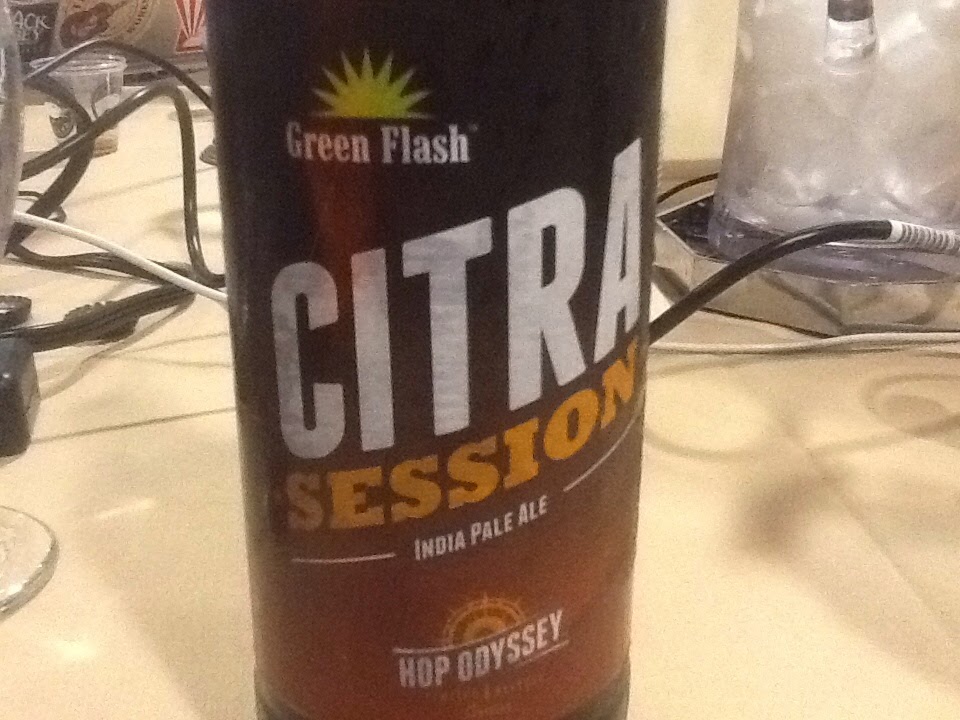 Green Flash
CITRA
SESSION
INDIA PALE ALE
HOP ODYSSEY